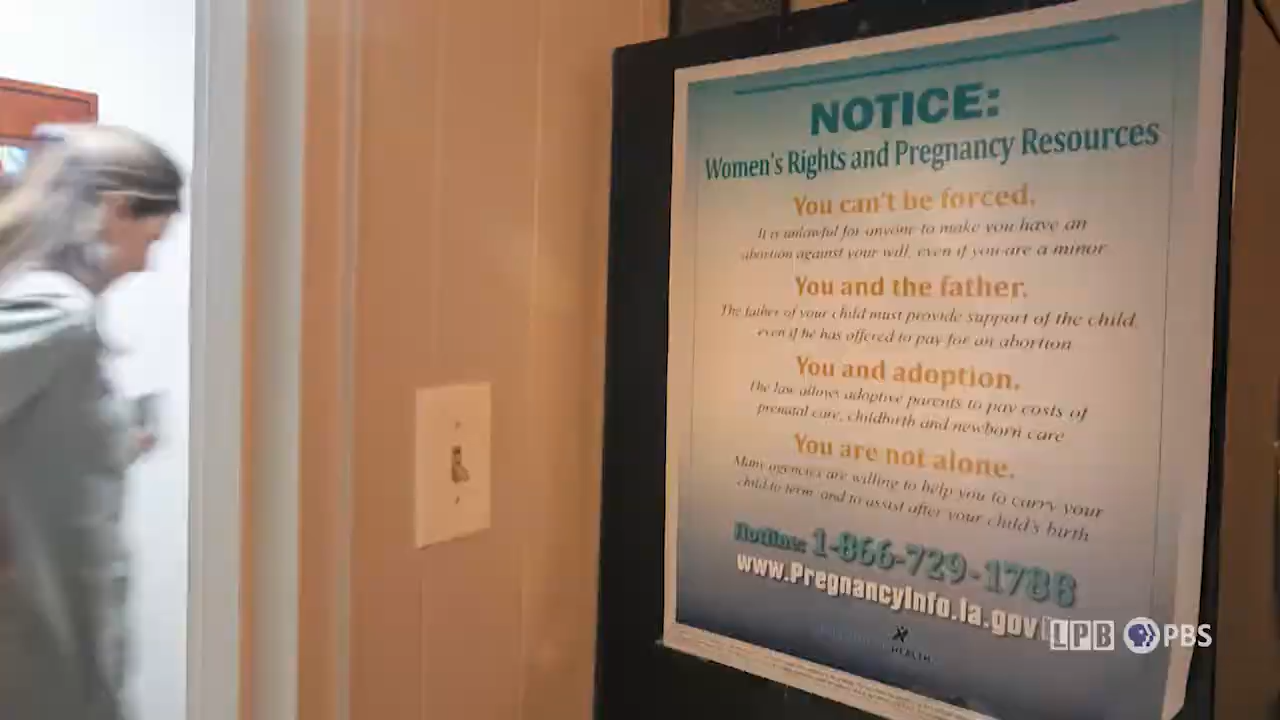 NOTICE:
Women's Rights and Pregnancy Resources
You can't be forced.
It is unlawful for anyone to make you have an
abortion against your will, even if you are a minor
You and the father.
The father of your child must provide support of the child,
even if he has offered to pay for an abortion
You and adoption.
The law allows adoptive parents to pay costs of
prenatal care, childbirth and newborn care
You are not alone.
Many agencies are willing to help you to carry your
child to term, and to assist after your child's birth
Hotline: 1-866-729-1788
www.PregnancyInfo.la.gov
HEALTH
LPB PBS